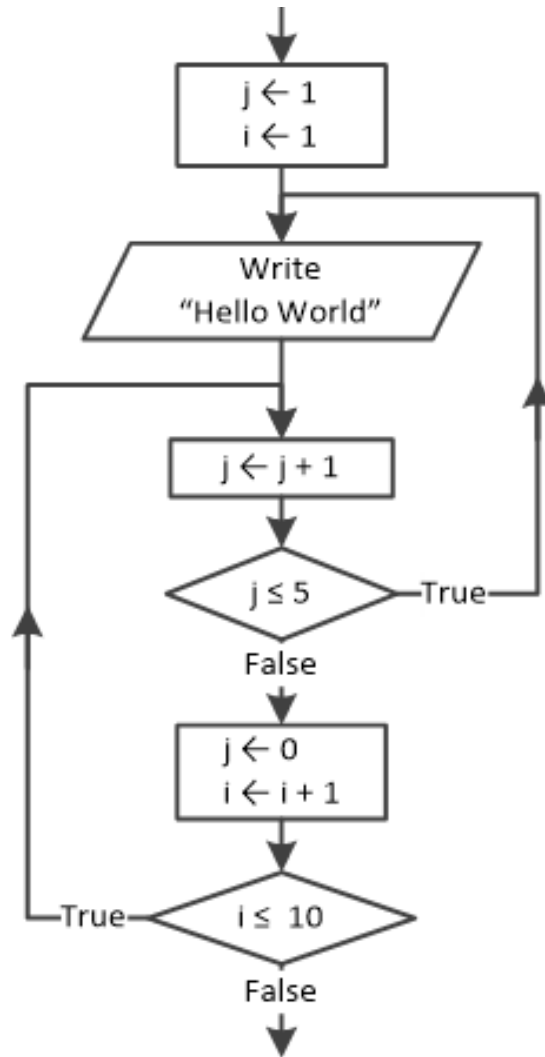 j ← 1
i ← 1
Write
“Hello World”
j ← j + 1
j ≤ 5
True
False
j ← 0
i ← i + 1
True
i ≤ 10
False